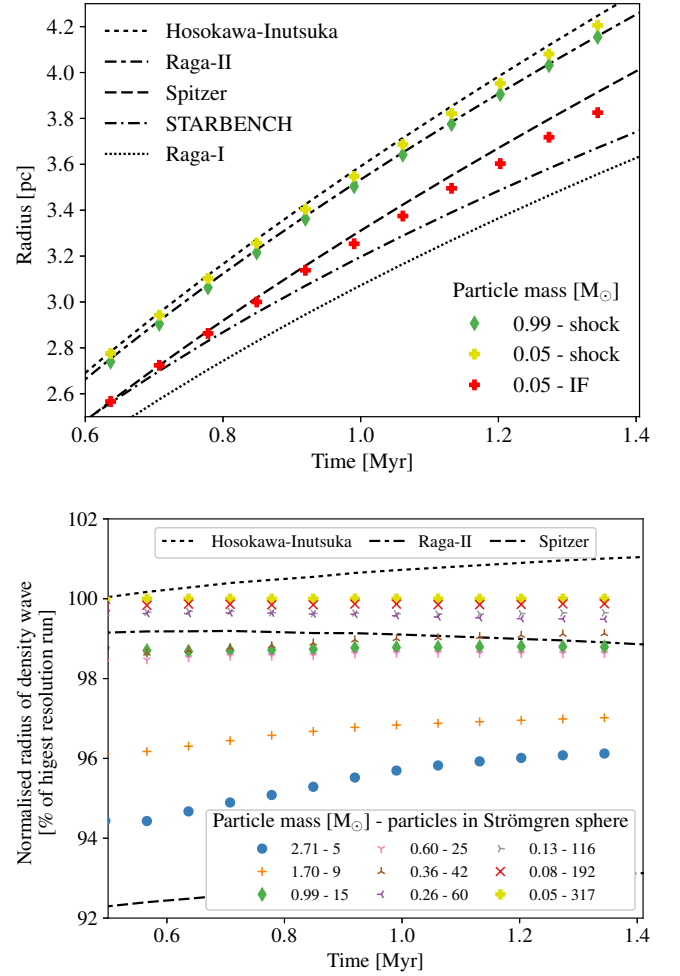 4.2
4.0
3.8
3.6
3.4
3.2
3.0
2.8
2.6
Radius [pc]
Hosokawa-Inutsuka
Raga-II
Spitzer
STARBENCH
Raga-I
Particle mass [M⊙]
0.99 - shock
0.05 - shock
0.05 - IF
0.6 0.8 1.0 1.2 1.4
Time [Myr]
102
100
98
96
94
92
Normalised radius of density wave
[% of higest resolution run]
Hosokawa-Inutsuka Raga-II Spitzer
Particle mass [M⊙] - particles in Strömgren sphere
2.71 - 5 0.60 - 25 0.13 - 116
1.70 - 9 0.36 - 42 0.08 - 192
0.99 - 15 0.26 - 60 0.05 - 317
0.6 0.8 1.0 1.2 1.4
Time [Myr]